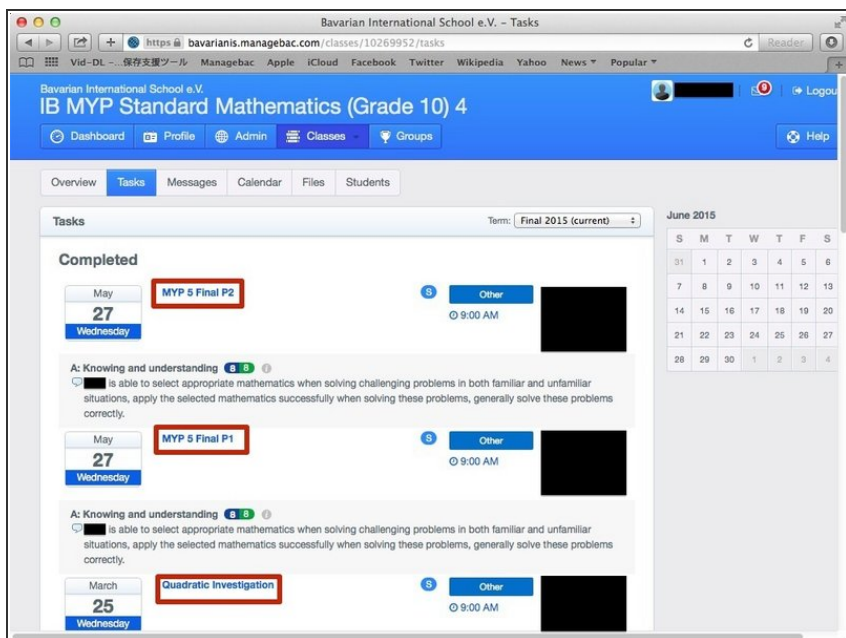 Bavarian International School e.V. – Tasks
https bavarianis.managebac.com/classes/10269952/tasks
Reader
Vid-DL -...保存支援ツール Managebac Apple iCloud Facebook Twitter Wikipedia Yahoo News Popular
Bavarian International School e.V.
IB MYP Standard Mathematics (Grade 10) 4
0
Logou
Dashboard Profile Admin Classes Groups Help
Overview Tasks Messages Calendar Files Students
Tasks
Term: Final 2015 (current)
Completed
May
27
Wednesday
MYP 5 Final P2
S
Other
9:00 AM
A: Knowing and understanding 8 8 i
is able to select appropriate mathematics when solving challenging problems in both familiar and unfamiliar
situations, apply the selected mathematics successfully when solving these problems, generally solve these problems
correctly.
May
27
Wednesday
MYP 5 Final P1
S
Other
9:00 AM
A: Knowing and understanding 8 8 i
is able to select appropriate mathematics when solving challenging problems in both familiar and unfamiliar
situations, apply the selected mathematics successfully when solving these problems, generally solve these problems
correctly.
March
25
Wednesday
Quadratic Investigation
S
Other
9:00 AM
June 2015
S M T W T F S
31 1 2 3 4 5 6
7 8 9 10 11 12 13
14 15 16 17 18 19 20
21 22 23 24 25 26 27
28 29 30 1 2 3 4